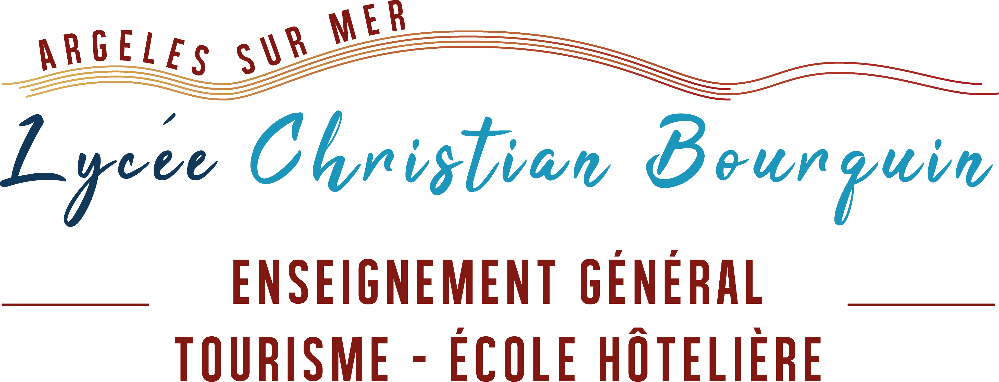 ARGELES SUR MER
Lycée Christian Bourquin
ENSEIGNEMENT GÉNÉRAL
TOURISME - ÉCOLE HÔTELIÈRE